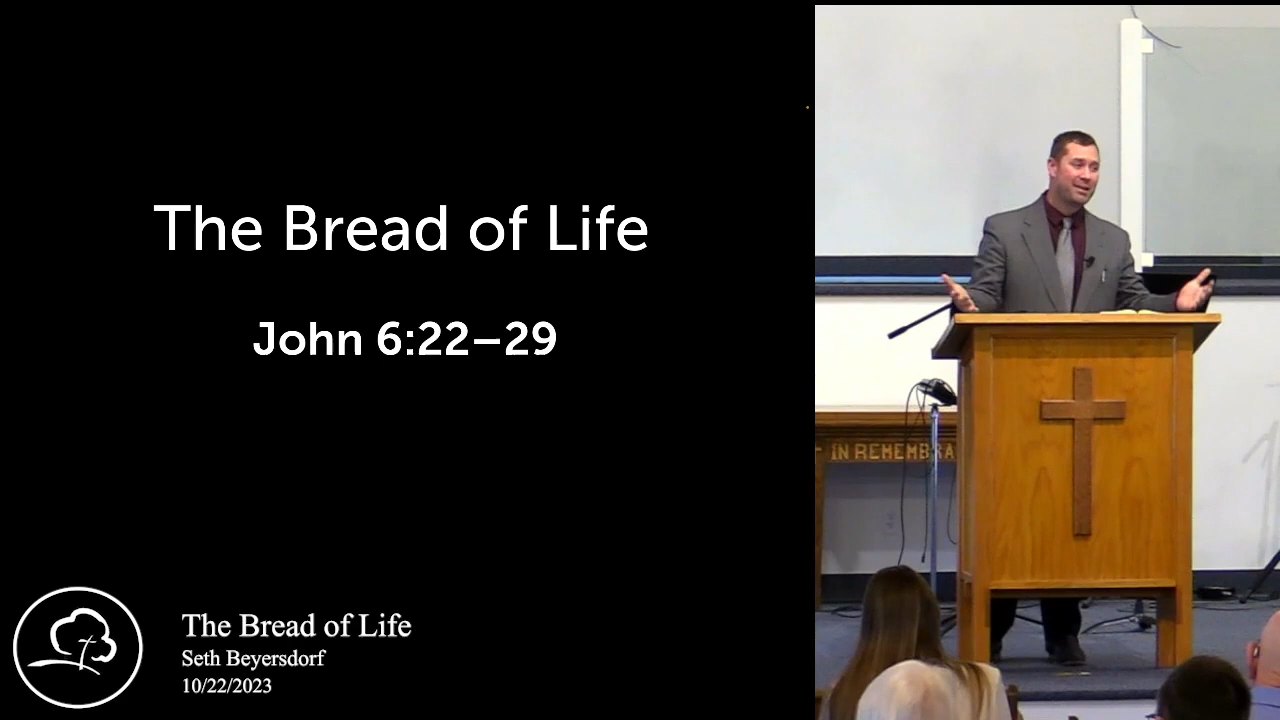 The Bread of Life
John 6:22–29
IN REMEMBRA
The Bread of Life
Seth Beyersdorf
10/22/2023